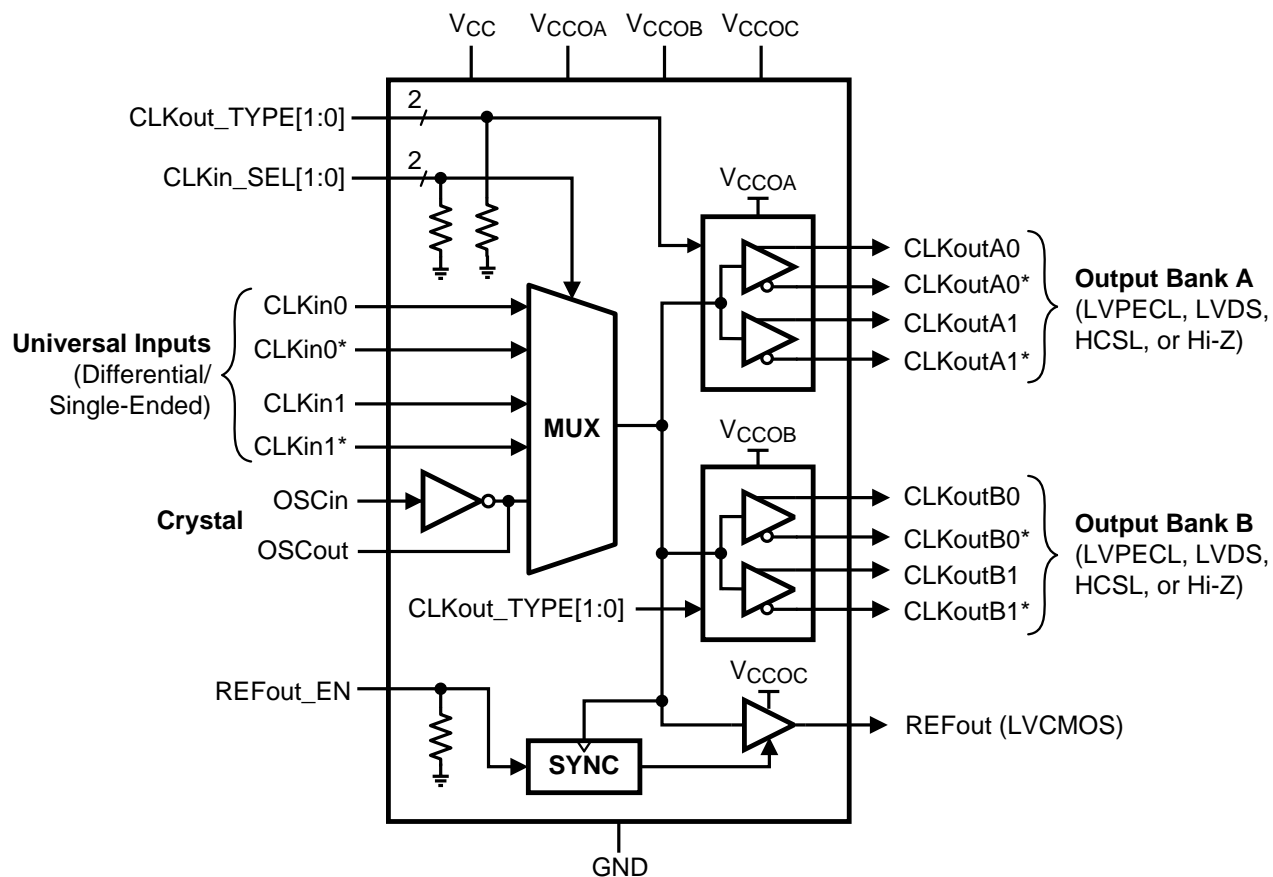 VCC
VCCOA
VCCOB
VCCOC
CLKout_TYPE[1:0]
2
CLKin_SEL[1:0]
2
VCCOA
CLKoutA0
CLKoutA0*
CLKoutA1
CLKoutA1*
Output Bank A
(LVPECL, LVDS,
HCSL, or Hi-Z)
Universal Inputs
(Differential/
Single-Ended)
CLKin0
CLKin0*
CLKin1
CLKin1*
MUX
Crystal
OSCin
OSCout
VCCOB
CLKoutB0
CLKoutB0*
CLKoutB1
CLKoutB1*
Output Bank B
(LVPECL, LVDS,
HCSL, or Hi-Z)
CLKout_TYPE[1:0]
REFout_EN
SYNC
VCCOC
REFout (LVCMOS)
GND